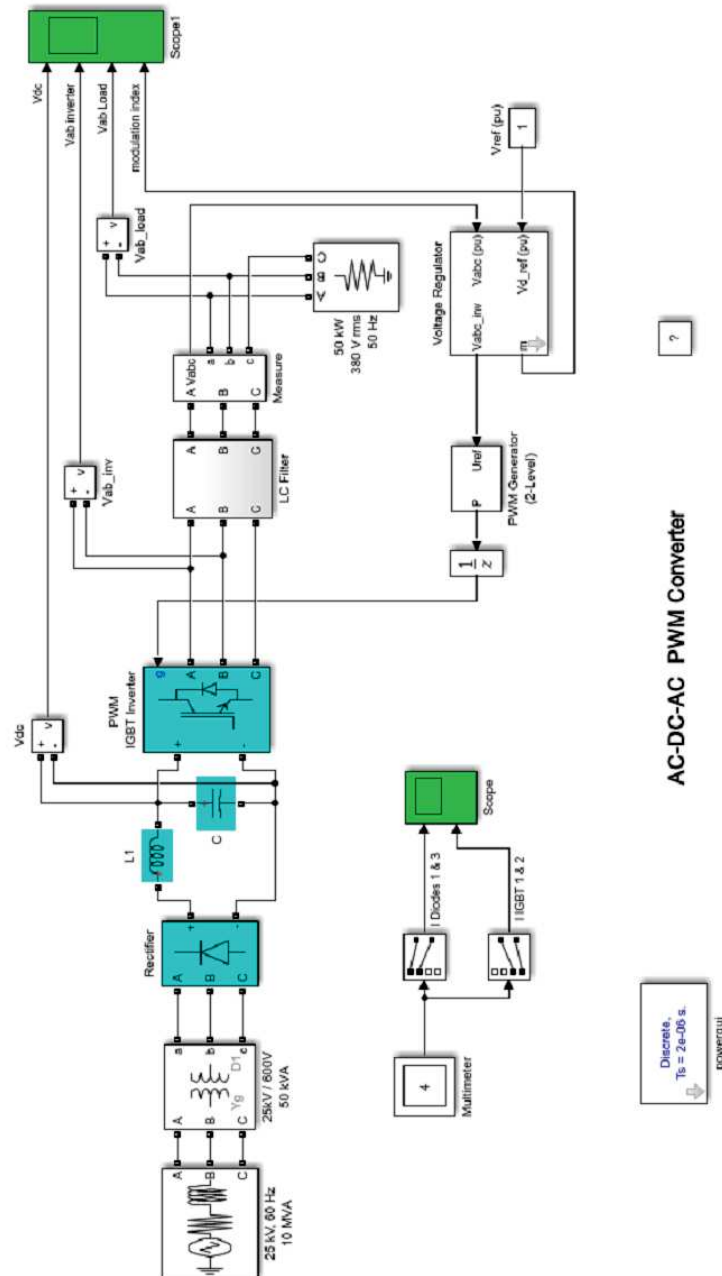 Scope1
Vdc
Vab inverter
Vab Load
modulation index
Vdc
+ v
-
Vab_inv
+ v
-
Vab_load
+ v
-
25 kV, 60 Hz
10 MVA
A
B
C
25kV / 600V
50 kVA
A a
B b
C c
Yg D1
Rectifier
A +
B
C -
L1
C
+
PWM
IGBT Inverter
g
+ A
B
- C
LC Filter
A A
B B
C C
Measure
A Vabc
a
B b
C c
50 kW
380 V rms
50 Hz
A B C
Voltage Regulator
Vabc_inv Vabc (pu)
m Vd_ref (pu)
Vref (pu)
1
PWM Generator
(2-Level)
P Uref
1
z
Multimeter
4
I Diodes 1 & 3
I IGBT 1 & 2
Scope
?
Discrete,
Ts = 2e-06 s.
powergui
AC-DC-AC PWM Converter